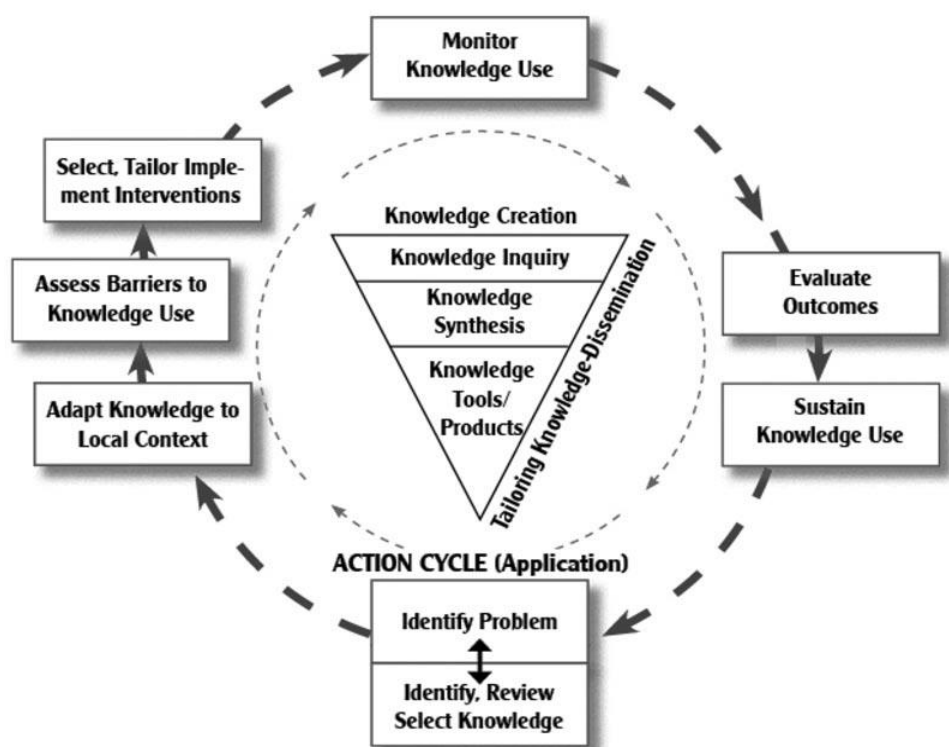 Monitor
Knowledge Use
Select, Tailor Imple-
ment Interventions
Knowledge Creation
Knowledge Inquiry
Knowledge
Synthesis
Knowledge
Tools/
Products
Tailoring Knowledge-Dissemination
Assess Barriers to
Knowledge Use
Evaluate
Outcomes
Adapt Knowledge to
Local Context
Sustain
Knowledge Use
ACTION CYCLE (Application)
Identify Problem
Identify, Review
Select Knowledge